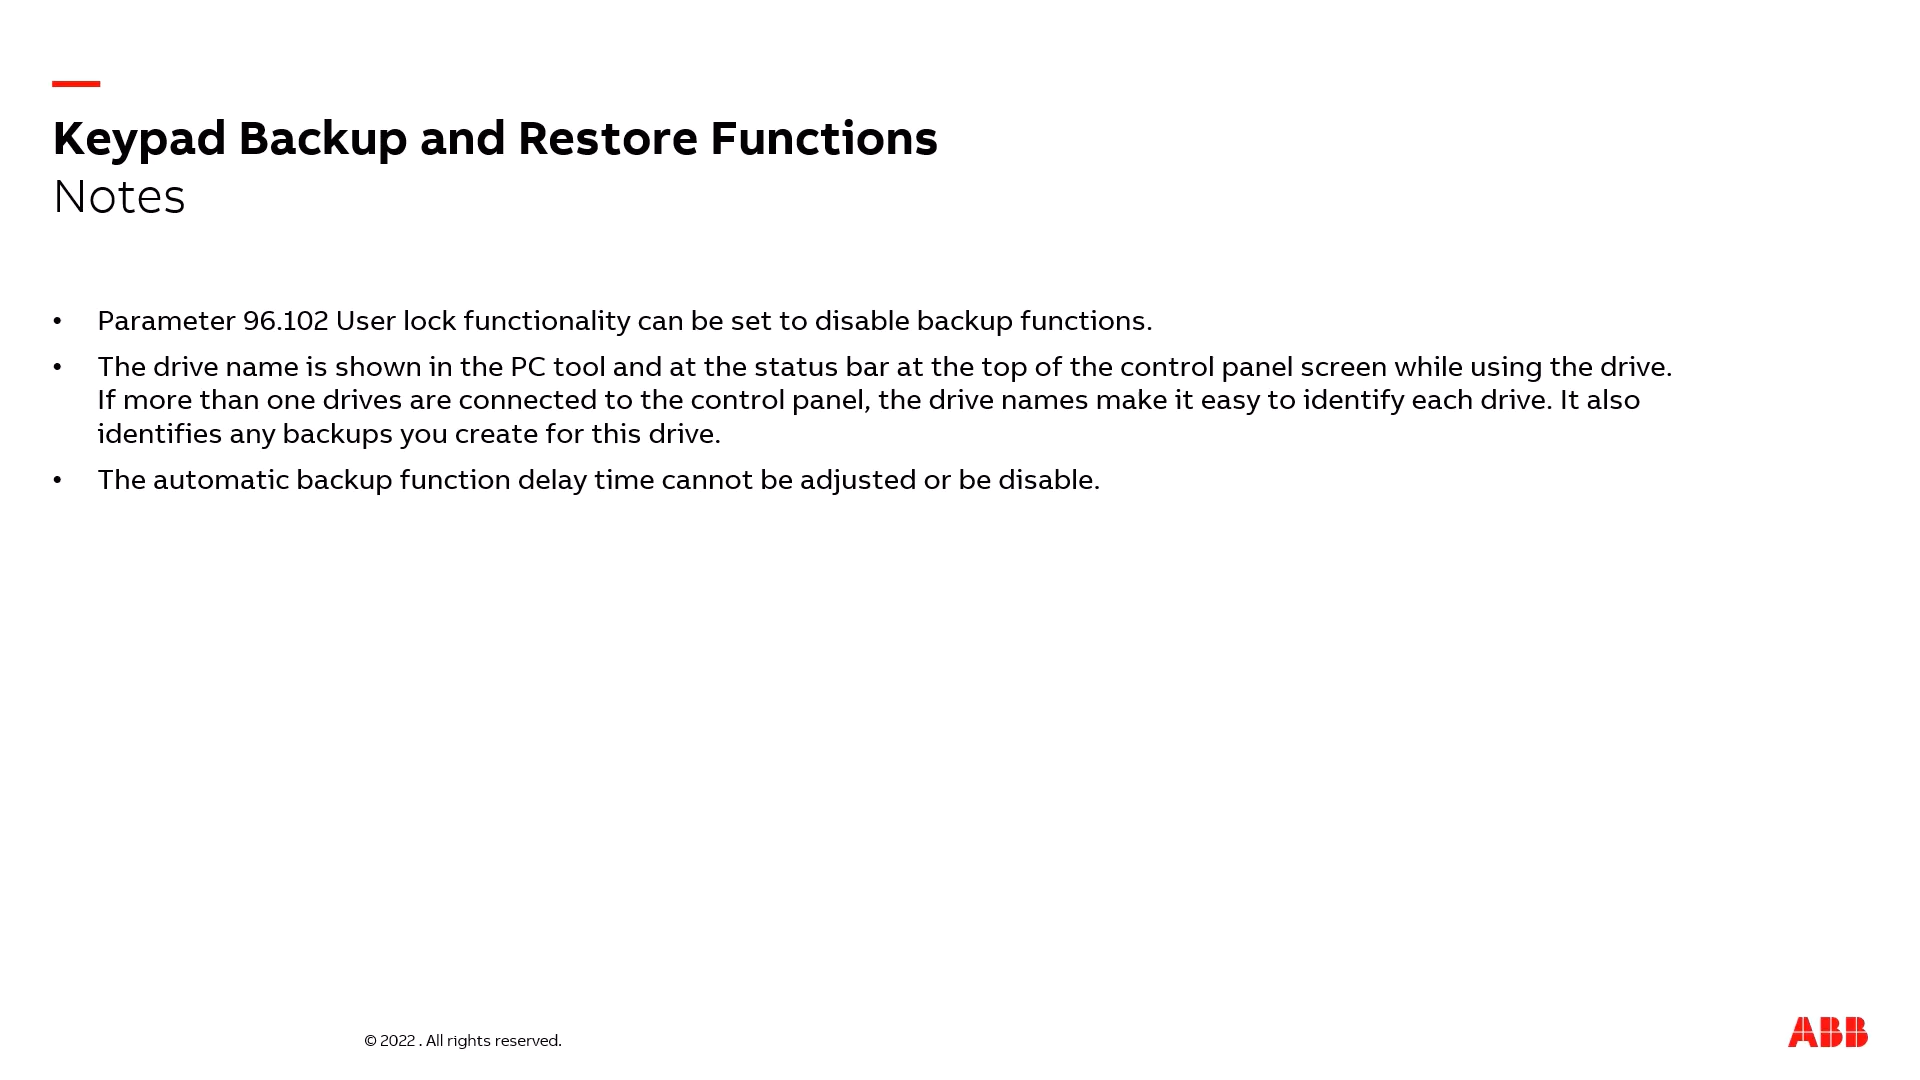 Keypad Backup and Restore Functions
Notes
• Parameter 96.102 User lock functionality can be set to disable backup functions.
• The drive name is shown in the PC tool and at the status bar at the top of the control panel screen while using the drive.
If more than one drives are connected to the control panel, the drive names make it easy to identify each drive. It also
identifies any backups you create for this drive.
• The automatic backup function delay time cannot be adjusted or be disable.
© 2022 . All rights reserved.
ABB